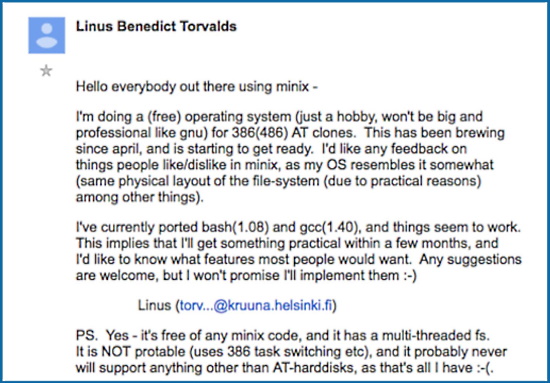 Linus Benedict Torvalds
Hello everybody out there using minix -
I'm doing a (free) operating system (just a hobby, won't be big and
professional like gnu) for 386(486) AT clones.  This has been brewing
since april, and is starting to get ready.  I'd like any feedback on
things people like/dislike in minix, as my OS resembles it somewhat
(same physical layout of the file-system (due to practical reasons)
among other things).
I've currently ported bash(1.08) and gcc(1.40), and things seem to work.
This implies that I'll get something practical within a few months, and
I'd like to know what features most people would want.  Any suggestions
are welcome, but I won't promise I'll implement them :-)
Linus (torv...@kruuna.helsinki.fi)
PS.  Yes - it's free of any minix code, and it has a multi-threaded fs.
It is NOT protable (uses 386 task switching etc), and it probably never
will support anything other than AT-harddisks, as that's all I have :-(.